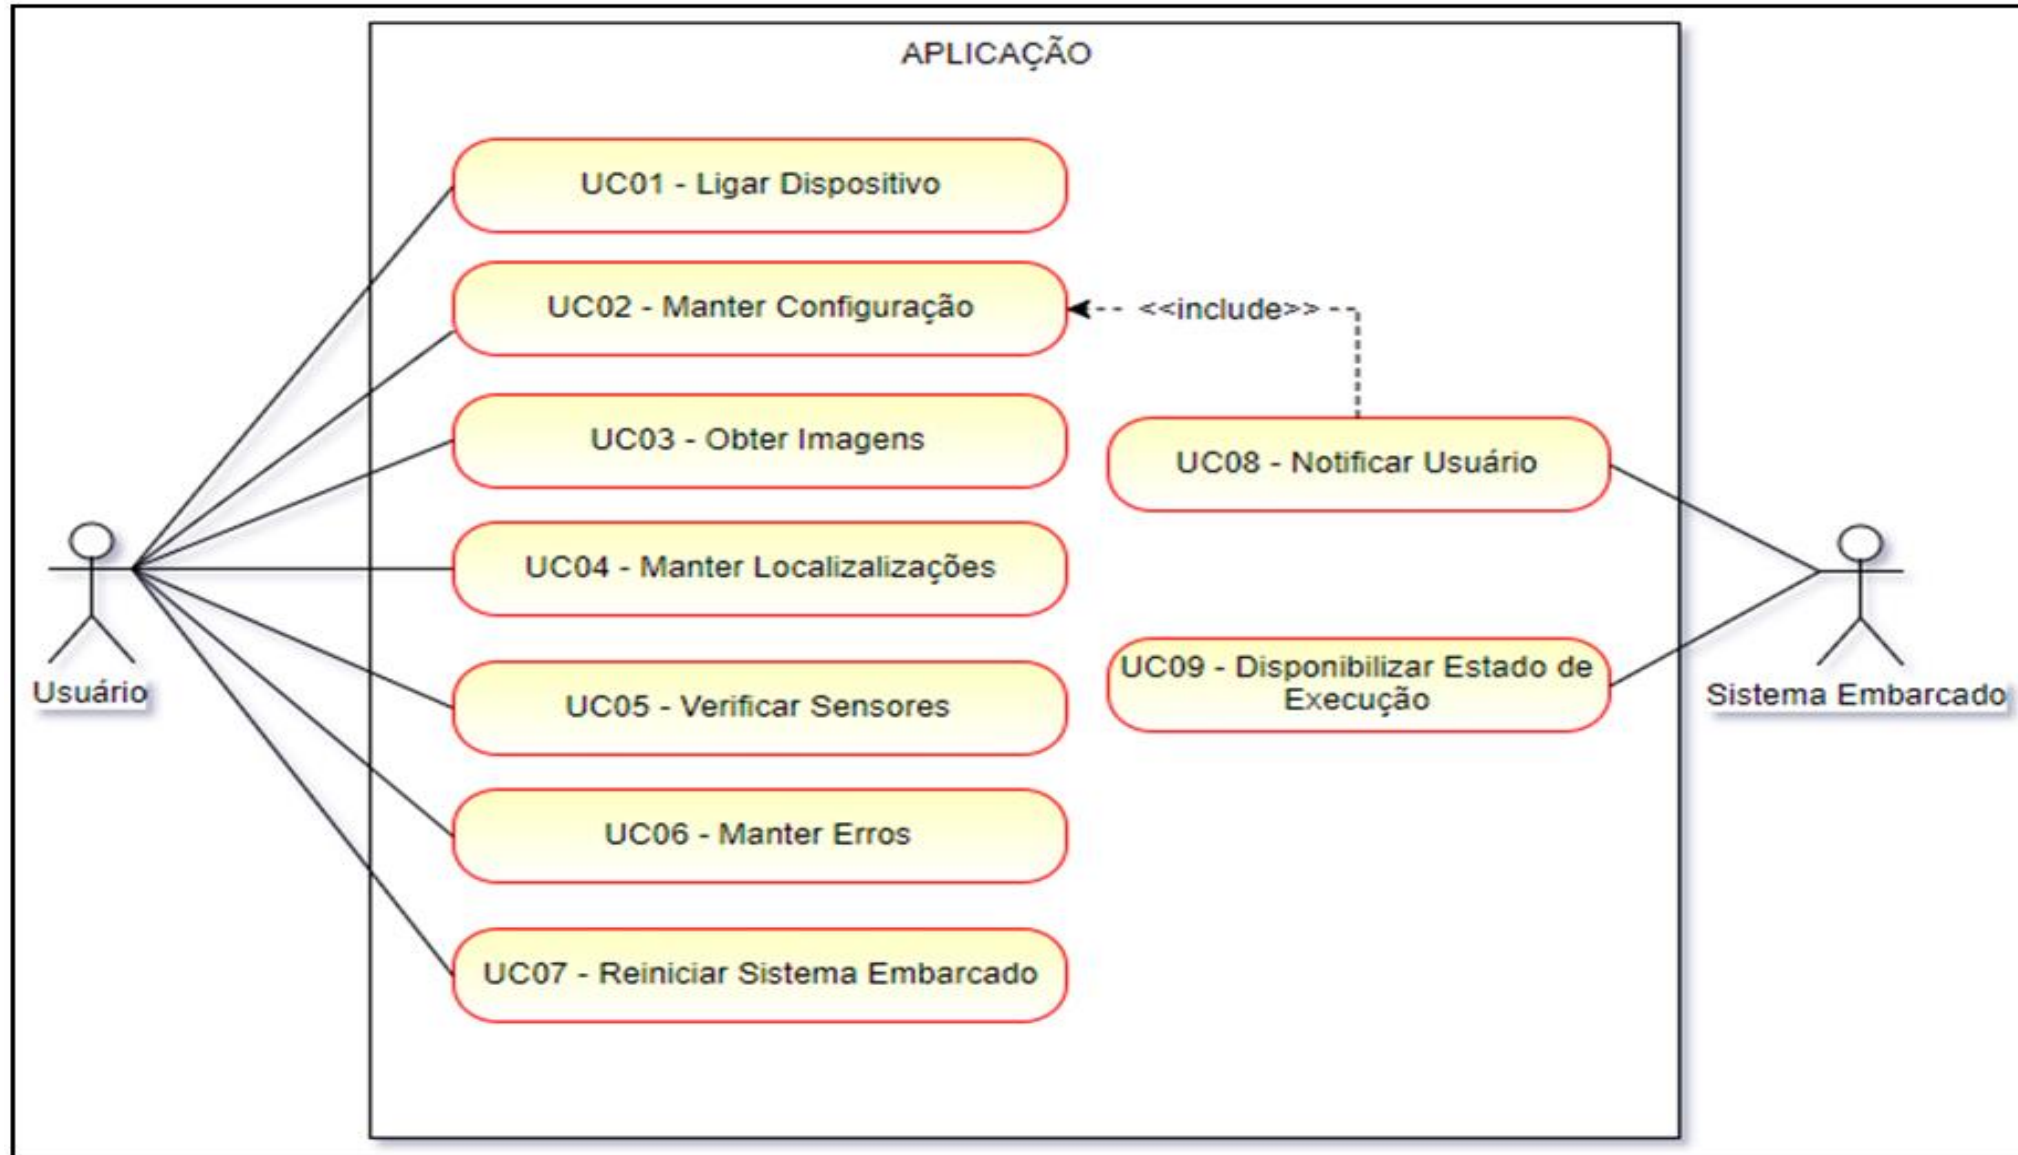 APLICAÇÃO
UC01 - Ligar Dispositivo
UC02 - Manter Configuração
<<include>>
UC03 - Obter Imagens
UC08 - Notificar Usuário
UC04 - Manter Localizalizações
UC09 - Disponibilizar Estado de
Execução
Usuário
UC05 - Verificar Sensores
Sistema Embarcado
UC06 - Manter Erros
UC07 - Reiniciar Sistema Embarcado